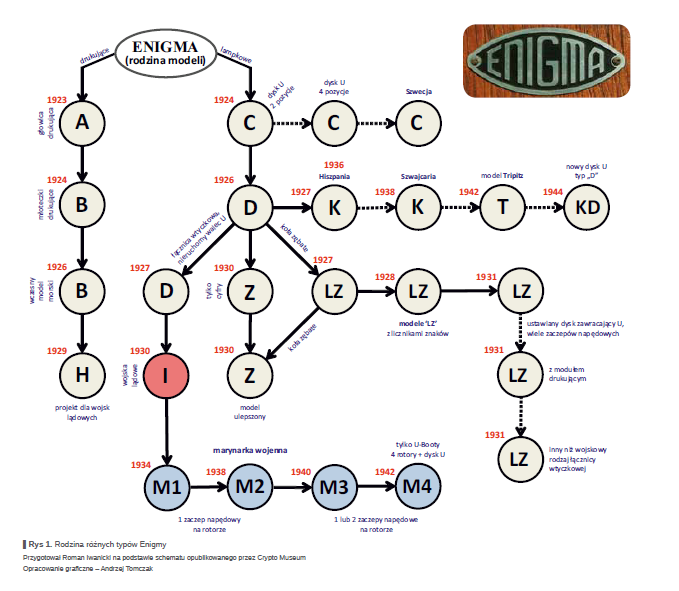 ENIGMA
(rodzina modeli)
drukujące
lampkowe
ENIGMA
1923
A
głowica
drukująca
1924
C
dysk U
2 pozycje
dysk U
4 pozycje
C
Szwecja
C
1924
B
młoteczki
drukujące
1926
D
1927
1936
Hiszpania
K
1938
Szwajcaria
K
1942
model Tripitz
T
1944
nowy dysk U
typ „D”
KD
łącznica wtyczkowa,
nieruchomy walec U
koła zębate
1926
B
wczesny
model
morski
1927
D
1930
Z
tylko
cyfry
1927
LZ
1928
LZ
modele 'LZ'
z licznikami znaków
1931
LZ
ustawiany dysk zawracający U,
wiele zaczepów napędowych
koła zębate
1929
H
projekt dla wojsk
lądowych
1930
I
wojska
lądowe
1930
Z
model
ulepszony
1931
LZ
z modułem
drukującym
1931
LZ
Inny niż wojskowy
rodzaj łącznicy
wtyczkowej
marynarka wojenna
tylko U-Booty
4 rotory + dysk U
1934
M1
1938
M2
1940
M3
1942
M4
1 zaczep napędowy
na rotorze
1 lub 2 zaczepy napędowe
na rotorze
Rys 1. Rodzina różnych typów Enigmy
Przygotował Roman Iwanicki na podstawie schematu opublikowanego przez Crypto Museum
Opracowanie graficzne – Andrzej Tomczak